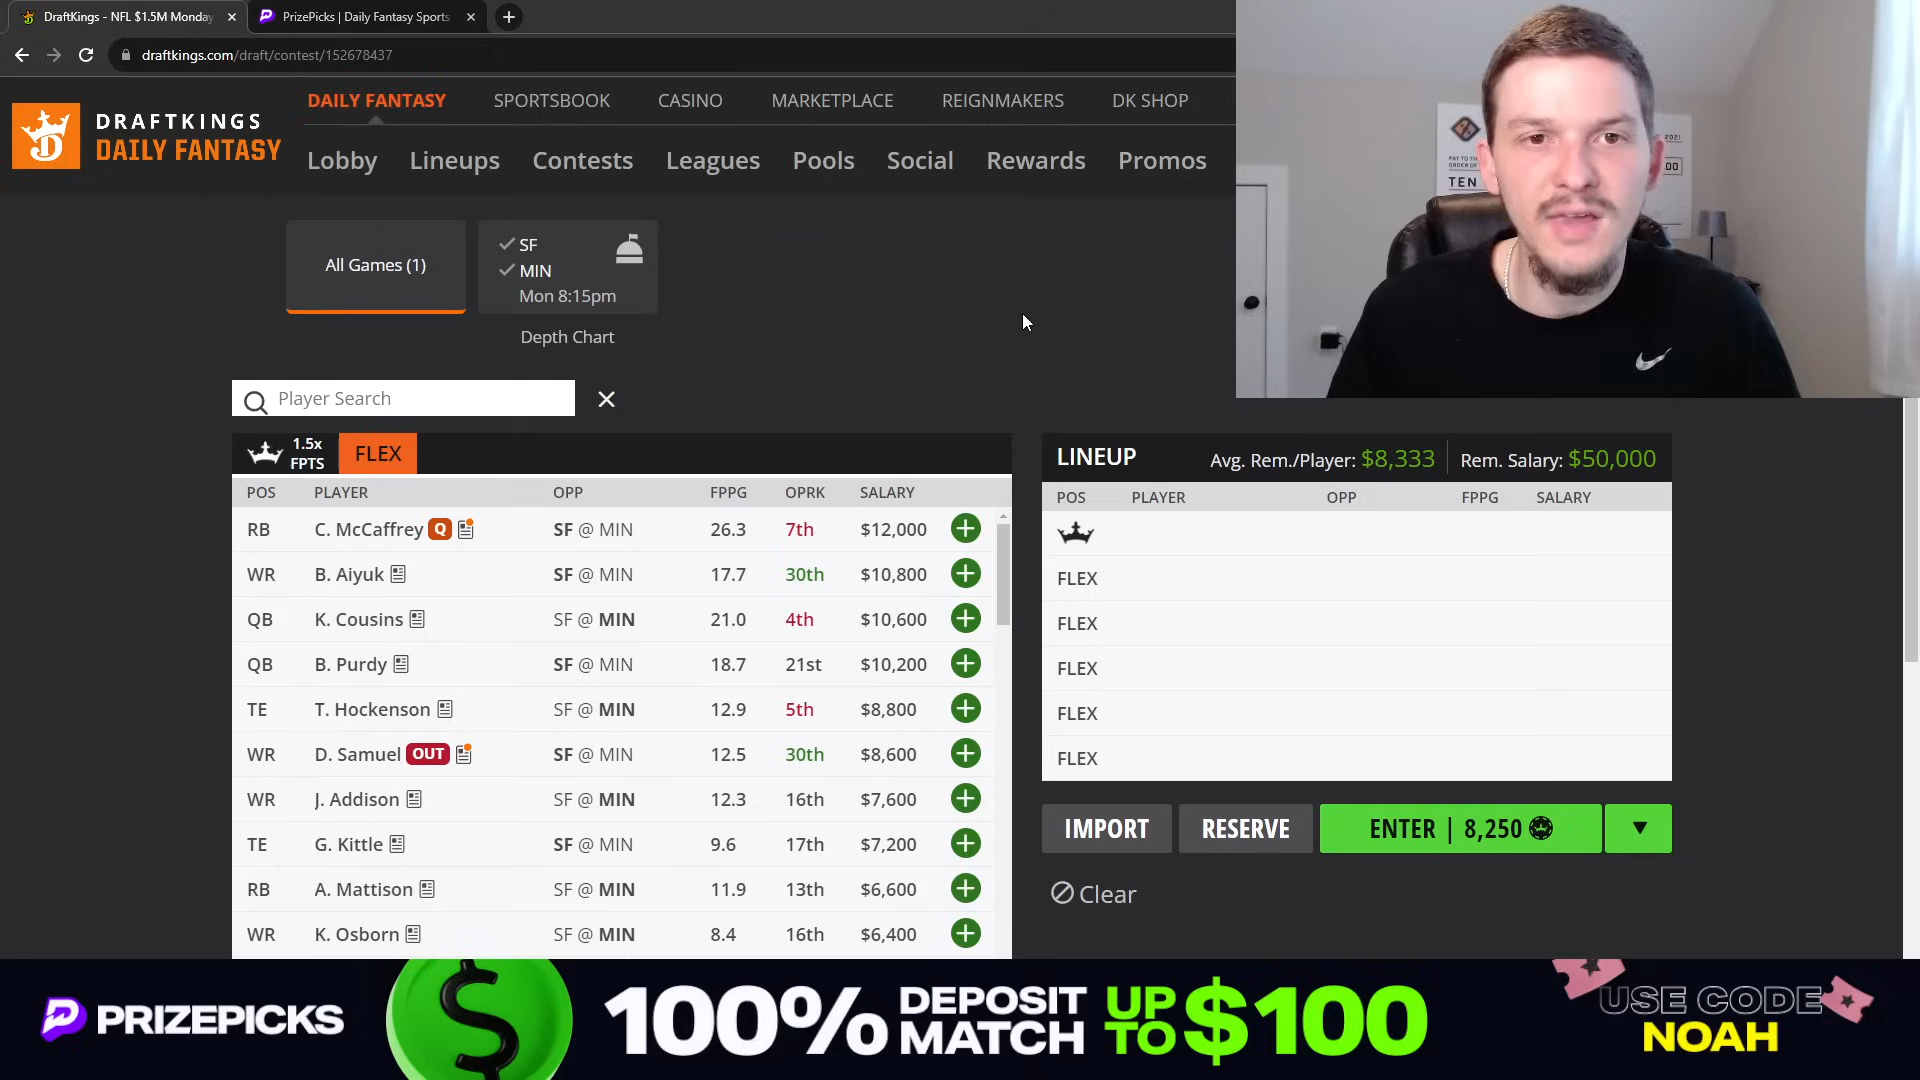 DraftKings - NFL $1.5M Monday
PrizePicks | Daily Fantasy Sports
draftkings.com/draft/contest/152678437
DRAFTKINGS
DAILY FANTASY
DAILY FANTASY SPORTSBOOK CASINO MARKETPLACE REIGNMAKERS DK SHOP
Lobby Lineups Contests Leagues Pools Social Rewards Promos
All Games (1)
SF
MIN
Mon 8:15pm
Depth Chart
Player Search
1.5x
FPTS
FLEX
POS PLAYER OPP FPPG OPRK SALARY
RB C. McCaffrey Q SF @ MIN 26.3 7th $12,000
WR B. Aiyuk SF @ MIN 17.7 30th $10,800
QB K. Cousins SF @ MIN 21.0 4th $10,600
QB B. Purdy SF @ MIN 18.7 21st $10,200
TE T. Hockenson SF @ MIN 12.9 5th $8,800
WR D. Samuel OUT SF @ MIN 12.5 30th $8,600
WR J. Addison SF @ MIN 12.3 16th $7,600
TE G. Kittle SF @ MIN 9.6 17th $7,200
RB A. Mattison SF @ MIN 11.9 13th $6,600
WR K. Osborn SF @ MIN 8.4 16th $6,400
LINEUP Avg. Rem./Player: $8,333 Rem. Salary: $50,000
POS PLAYER OPP FPPG SALARY
FLEX
FLEX
FLEX
FLEX
FLEX
IMPORT RESERVE ENTER | 8,250
Clear
2021
PAY TO THE
ORDER OF
TEN
PRIZEPICKS
100% DEPOSIT MATCH UP TO $100
USE CODE
NOAH